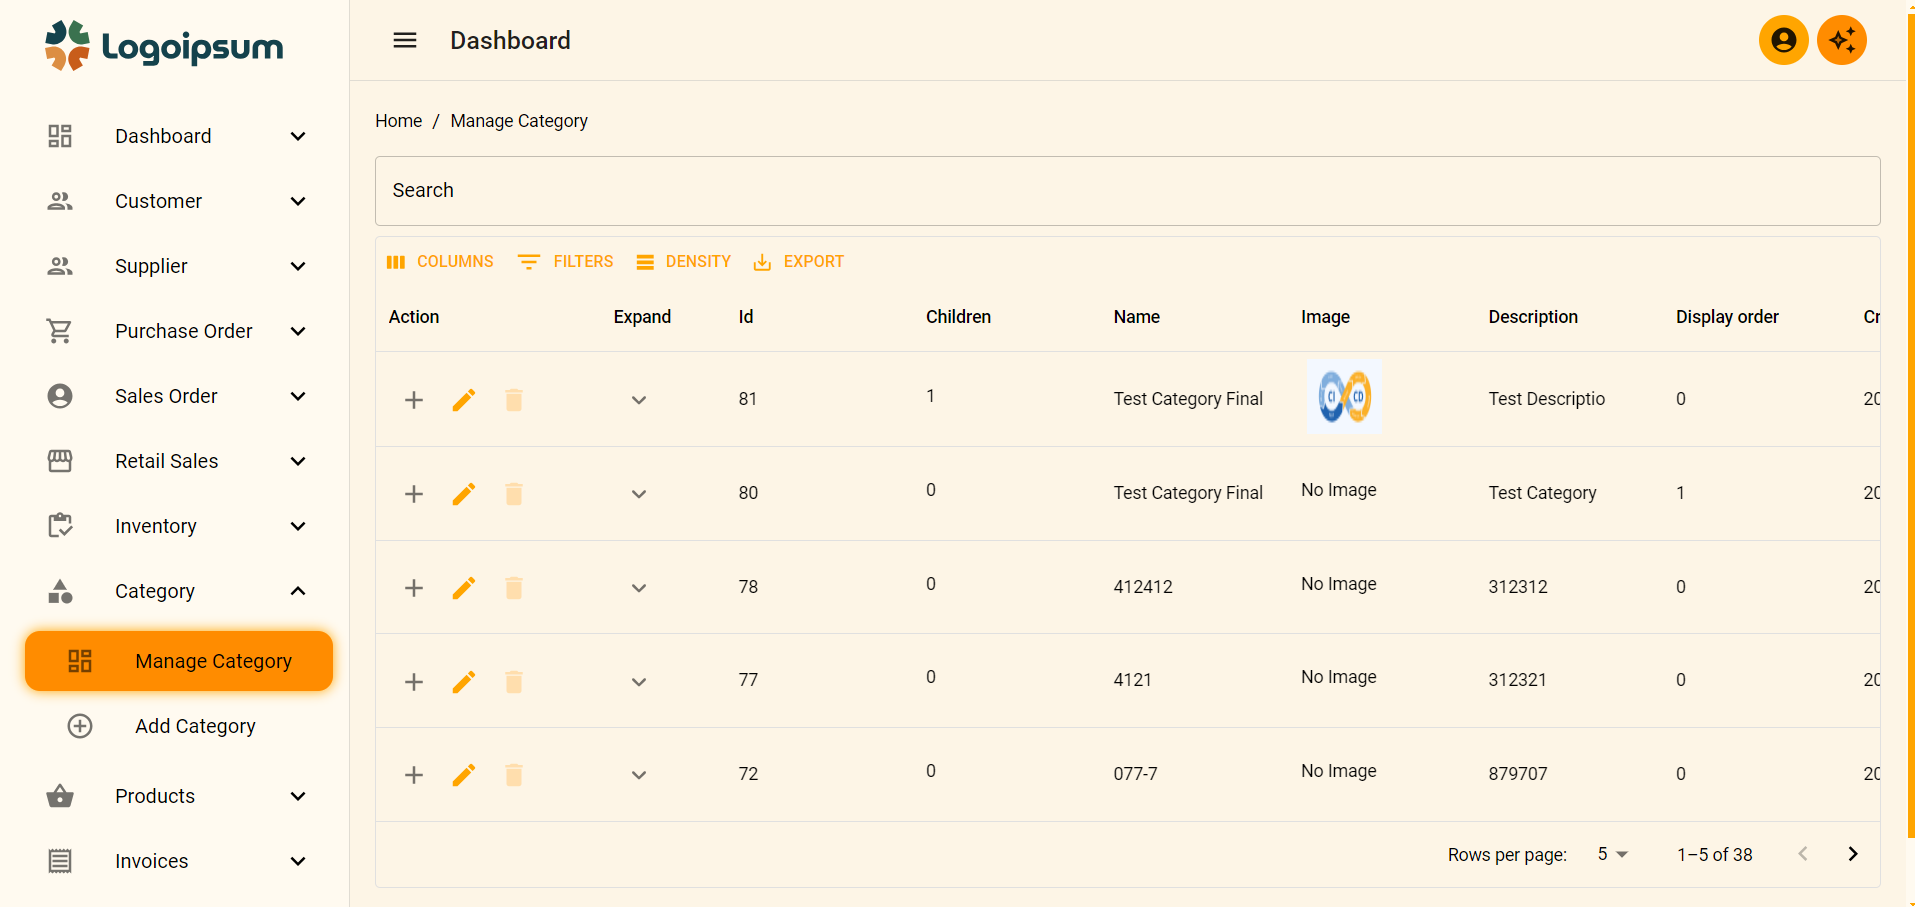 Logoipsum
Dashboard
Dashboard
Customer
Supplier
Purchase Order
Sales Order
Retail Sales
Inventory
Category
Manage Category
Add Category
Products
Invoices
Home / Manage Category
Search
COLUMNS FILTERS DENSITY EXPORT
Action Expand Id Children Name Image Description Display order Cr
81 1 Test Category Final CI CD Test Descriptio 0 20
80 0 Test Category Final No Image Test Category 1 20
78 0 412412 No Image 312312 0 20
77 0 4121 No Image 312321 0 20
72 0 077-7 No Image 879707 0 20
Rows per page: 5 1–5 of 38